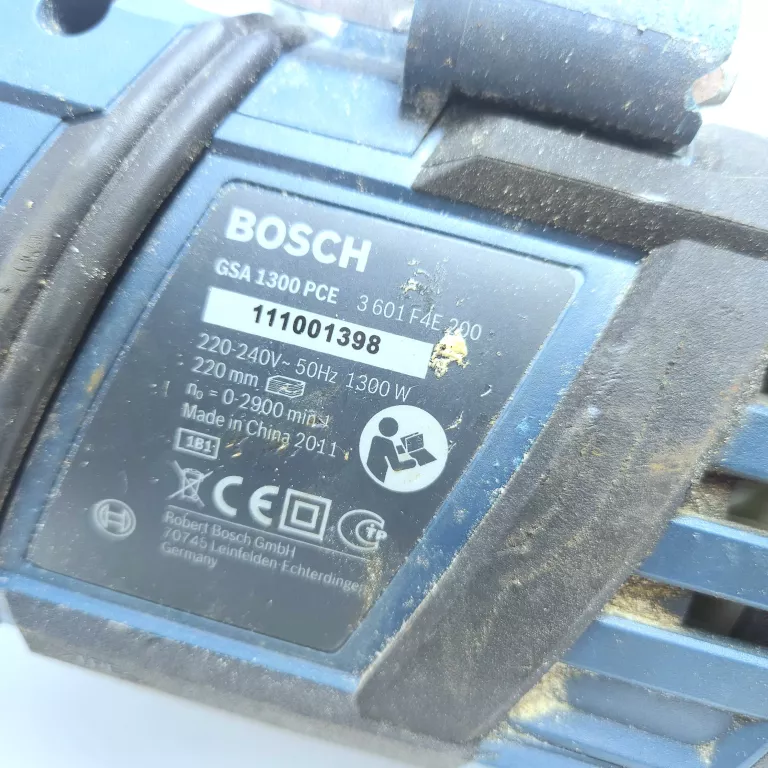 BOSCH
GSA 1300 PCE 3 601 F4E 200
111001398
220-240V~ 50Hz 1300 W
220 mm
n₀ = 0-2900 min-1
Made in China 2011
1B1
CE
Robert Bosch GmbH
70745 Leinfelden-Echterdingen
Germany